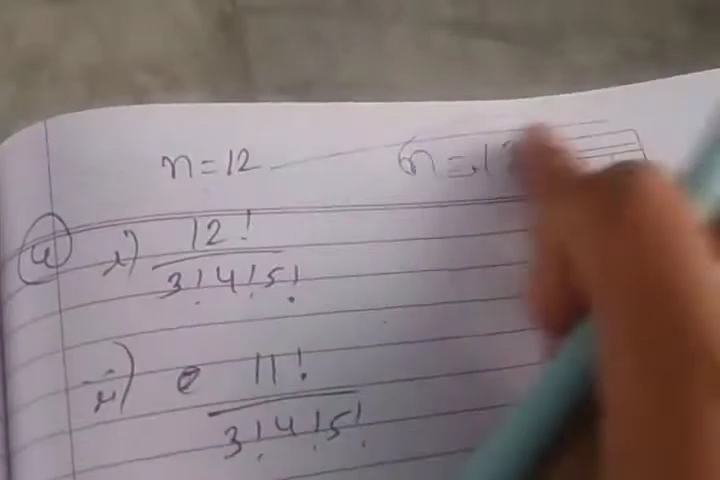 n = 12
④ i) 12! / 3! 4! 5!
ii) 11! / 3! 4! 5!